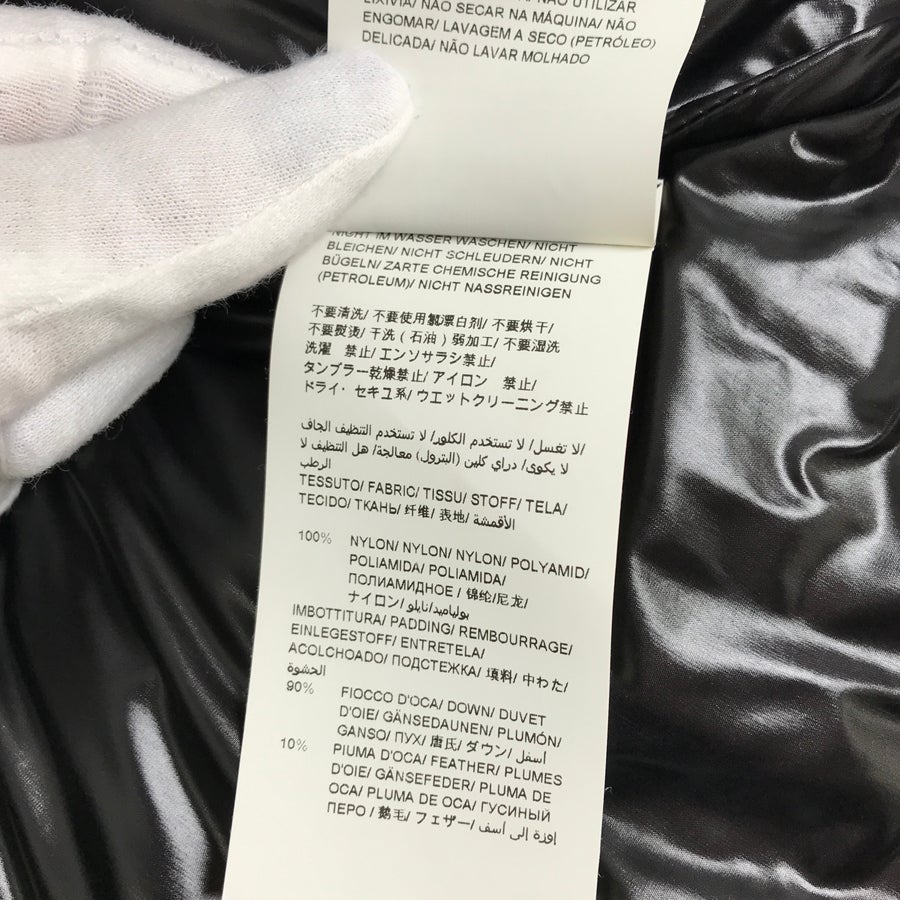 NÃO UTILIZAR
LIXÍVIA/ NÃO SECAR NA MÁQUINA/ NÃO
ENGOMAR/ LAVAGEM A SECO (PETRÓLEO)
DELICADA/ NÃO LAVAR MOLHADO
NICHT IM WASSER WASCHEN/ NICHT
BLEICHEN/ NICHT SCHLEUDERN/ NICHT
BÜGELN/ ZARTE CHEMISCHE REINIGUNG
(PETROLEUM)/ NICHT NASSREINIGEN
不要清洗/ 不要使用氯漂白剂/ 不要烘干/
不要熨烫/ 干洗（石油）弱加工/ 不要湿洗
洗濯　禁止/ エンソサラシ禁止/
タンブラー乾燥禁止/ アイロン　禁止/
ドライ・セキユ系/ ウエットクリーニング禁止
لا تغسل/ لا تستخدم الكلور/ لا تستخدم التنظيف الجاف/
لا يكوى/ دراي كلين (البترول) معالجة/ هل التنظيف لا
الرطب
TESSUTO/ FABRIC/ TISSU/ STOFF/ TELA/
TECIDO/ ТКАНЬ/ 纤维/ 表地/ الأقمشة
100% NYLON/ NYLON/ NYLON/ POLYAMID/
POLIAMIDA/ POLIAMIDA/
ПОЛИАМИДНОЕ / 锦纶/尼龙/
ナイロン/ بولياميد/نايلو
IMBOTTITURA/ PADDING/ REMBOURRAGE/
EINLEGESTOFF/ ENTRETELA/
ACOLCHOADO/ ПОДСТЕЖКА/ 填料/ 中わた/
الحشوة
90% FIOCCO D'OCA/ DOWN/ DUVET
D'OIE/ GÄNSEDAUNEN/ PLUMÓN/
GANSO/ ПУХ/ 唐氏/ ダウン/ أسفل
10% PIUMA D'OCA/ FEATHER/ PLUMES
D'OIE/ GÄNSEFEDER/ PLUMA DE
OCA/ PLUMA DE OCA/ ГУСИНЫЙ
ПЕРО / 鹅毛/ フェザー/ اوزة إلى أسف